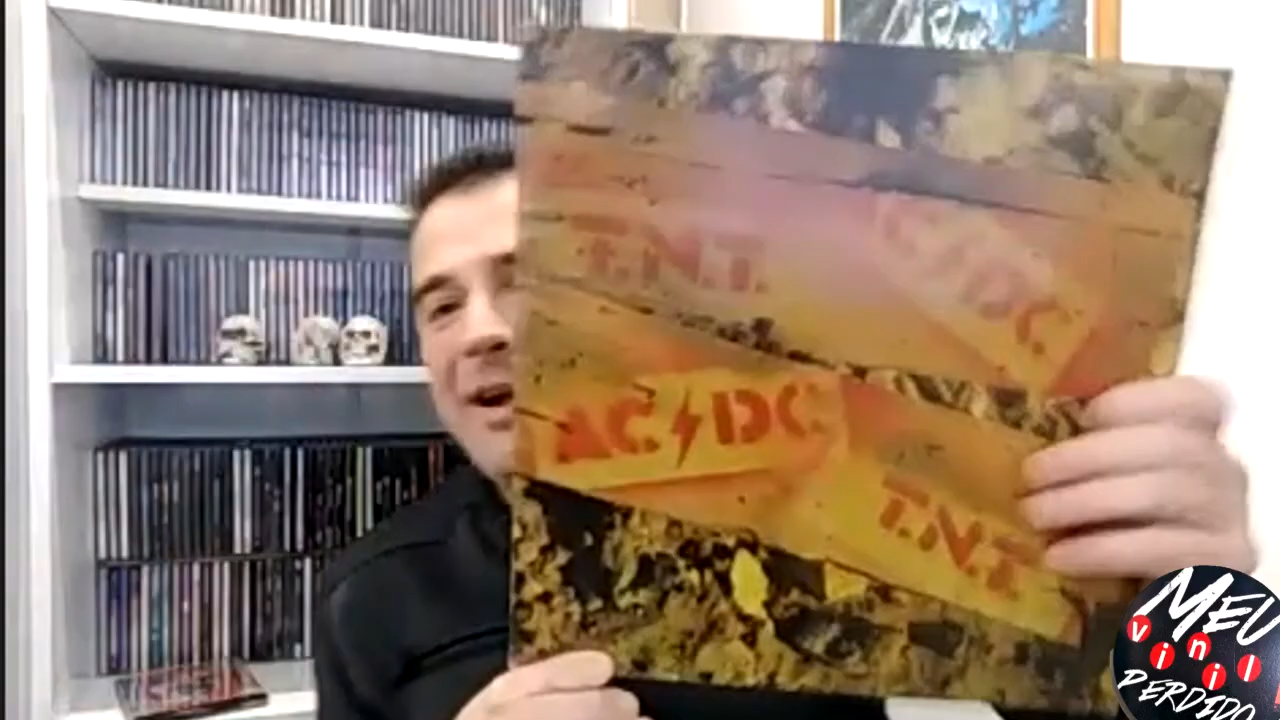 T.N.T.
AC/DC
AC⚡DC
T.N.T
MEU
vinil
PERDIDO